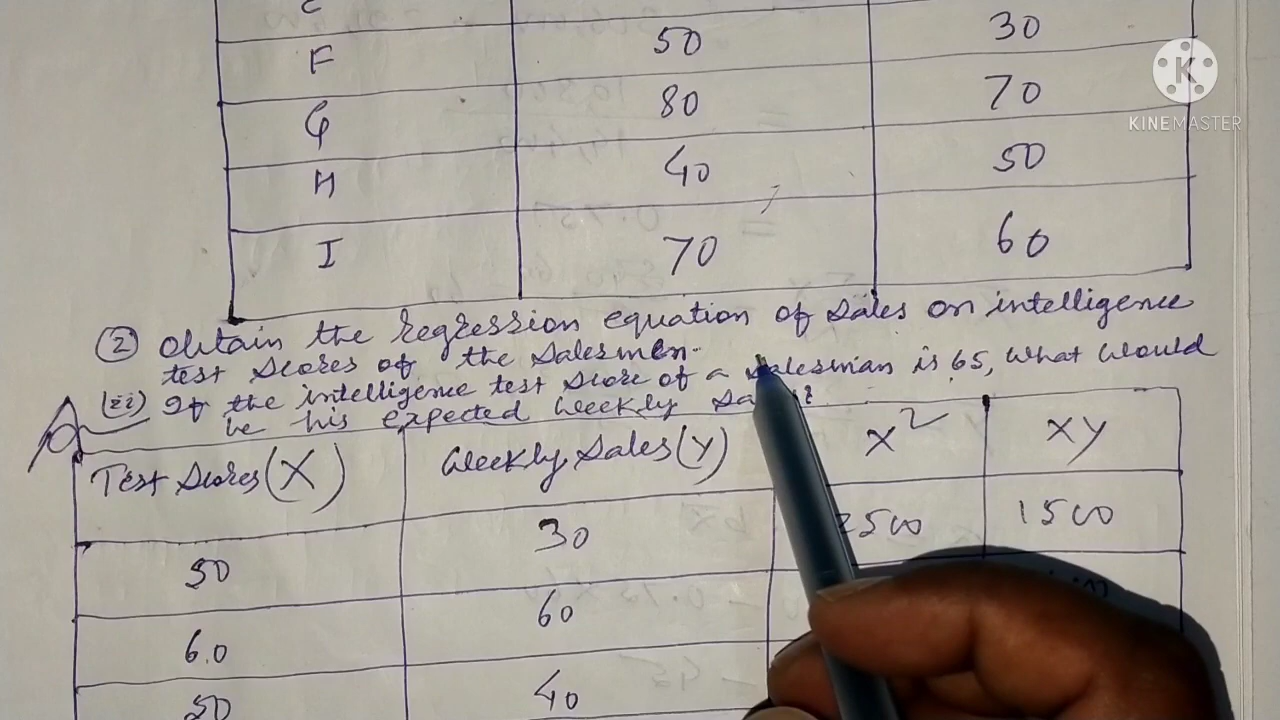 F 50 30
G 80 70
H 40 50
I 70 60
KINEMASTER
② Obtain the regression equation of sales on intelligence
test scores of the salesmen.
(ii) If the intelligence test score of a salesman is 65, what would
be his expected weekly
Test Scores (X) Weekly Sales (Y) X² XY
50 30 2500 1500
60 60
50 40